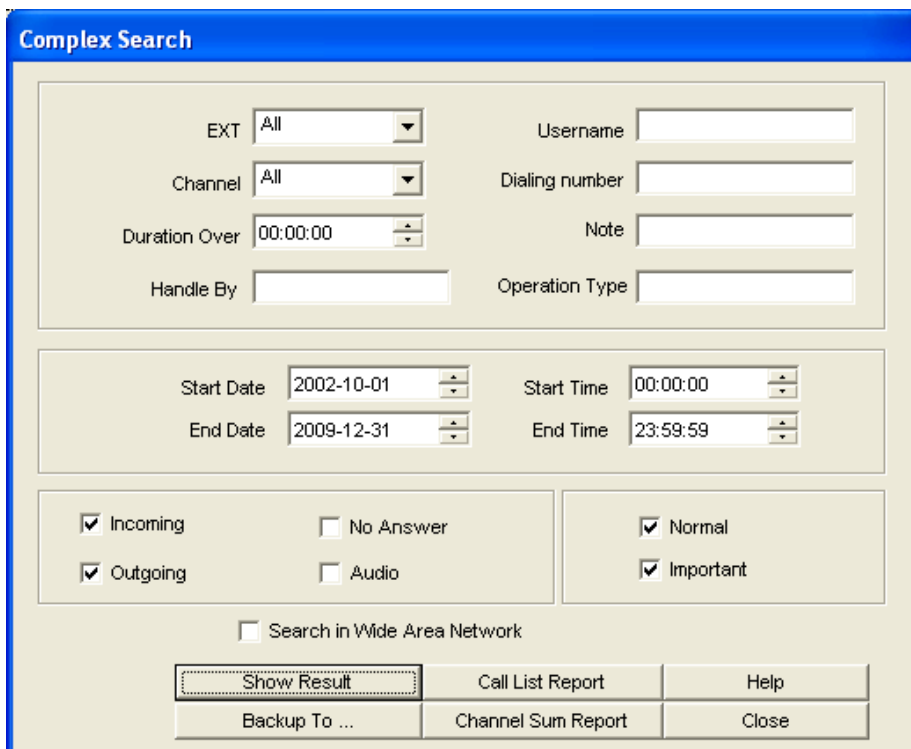 Complex Search
EXT All Username
Channel All Dialing number
Duration Over 00:00:00 Note
Handle By Operation Type
Start Date 2002-10-01 Start Time 00:00:00
End Date 2009-12-31 End Time 23:59:59
Incoming No Answer Normal
Outgoing Audio Important
Search in Wide Area Network
Show Result Call List Report Help
Backup To ... Channel Sum Report Close